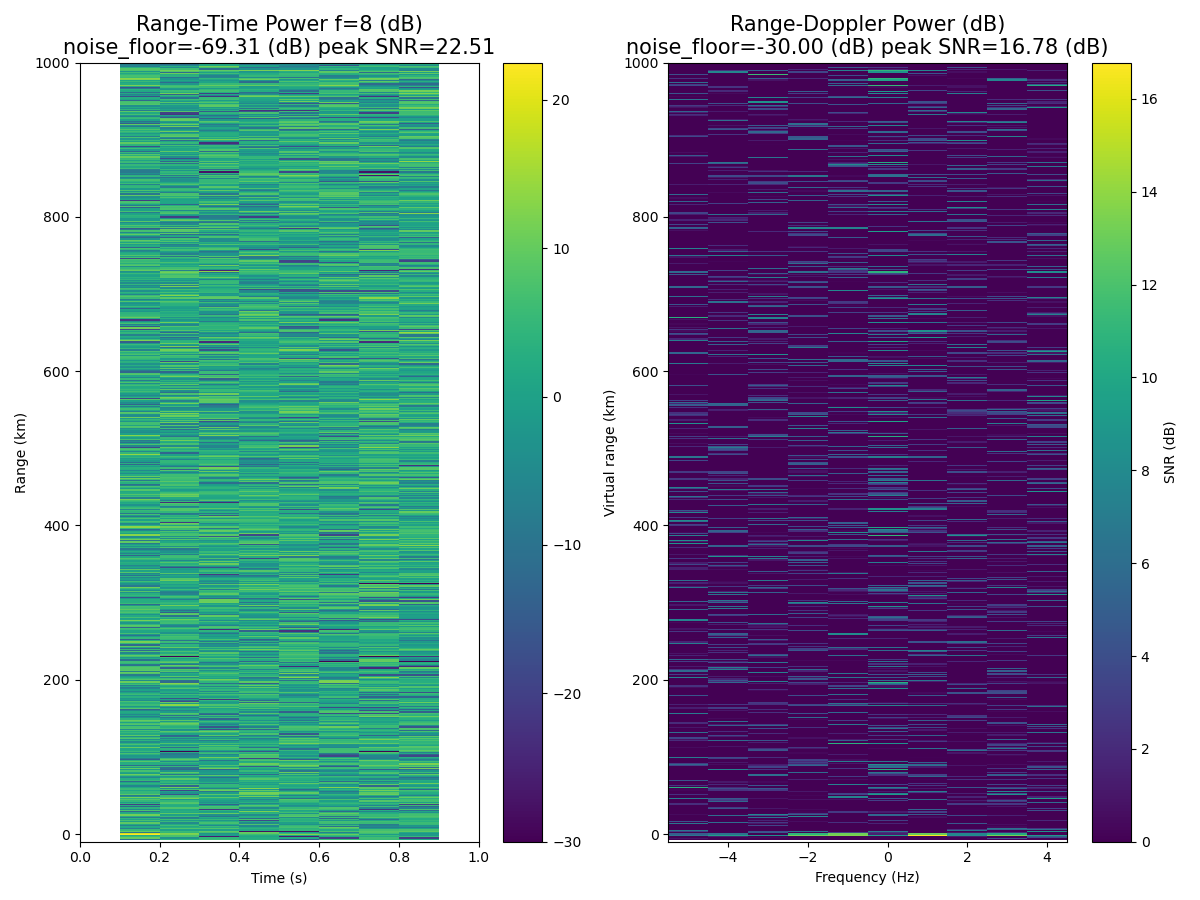 Range-Time Power f=8 (dB)
noise_floor=-69.31 (dB) peak SNR=22.51
1000
800
600
400
200
0
Range (km)
0.0 0.2 0.4 0.6 0.8 1.0
Time (s)
20
10
0
−10
−20
−30
Range-Doppler Power (dB)
noise_floor=-30.00 (dB) peak SNR=16.78 (dB)
1000
800
600
400
200
0
Virtual range (km)
−4 −2 0 2 4
Frequency (Hz)
16
14
12
10
8
6
4
2
0
SNR (dB)